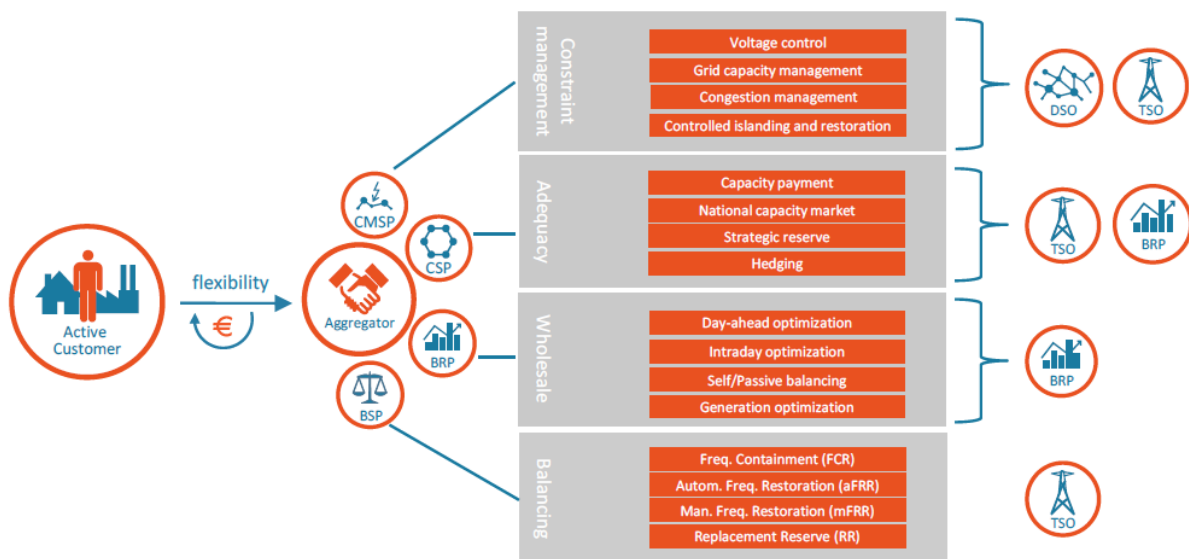 Active
Customer
flexibility
€
Aggregator
CMSP
CSP
BRP
BSP
Constraint
management
Voltage control
Grid capacity management
Congestion management
Controlled islanding and restoration
DSO
TSO
Adequacy
Capacity payment
National capacity market
Strategic reserve
Hedging
TSO
BRP
Wholesale
Day-ahead optimization
Intraday optimization
Self/Passive balancing
Generation optimization
BRP
Balancing
Freq. Containment (FCR)
Autom. Freq. Restoration (aFRR)
Man. Freq. Restoration (mFRR)
Replacement Reserve (RR)
TSO